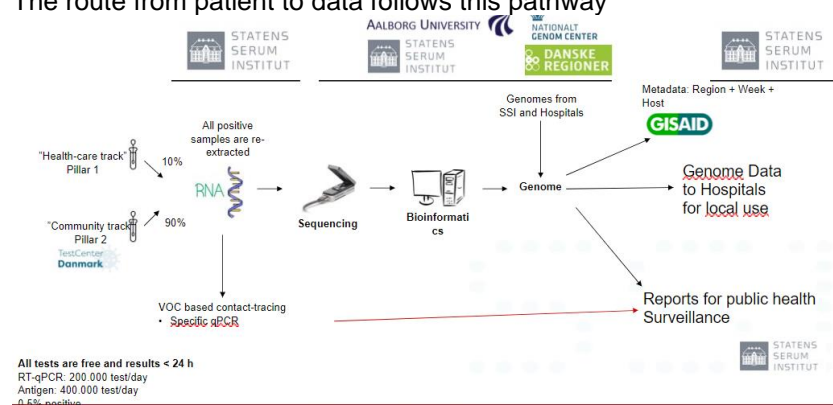 The route from patient to data follows this pathway
STATENS
SERUM
INSTITUT
AALBORG UNIVERSITY
STATENS
SERUM
INSTITUT
NATIONALT
GENOM CENTER
DANSKE
REGIONER
STATENS
SERUM
INSTITUT
"Health-care track"
Pillar 1
10%
"Community track
Pillar 2
90%
TestCenter
Danmark
All positive
samples are re-
extracted
RNA
Sequencing
Bioinformati
cs
Genomes from
SSI and Hospitals
Genome
Metadata: Region + Week +
Host
GISAID
Genome Data
to Hospitals
for local use
Reports for public health
Surveillance
VOC based contact-tracing
• Specific qPCR
STATENS
SERUM
INSTITUT
All tests are free and results < 24 h
RT-qPCR: 200.000 test/day
Antigen: 400.000 test/day
0.5% positive